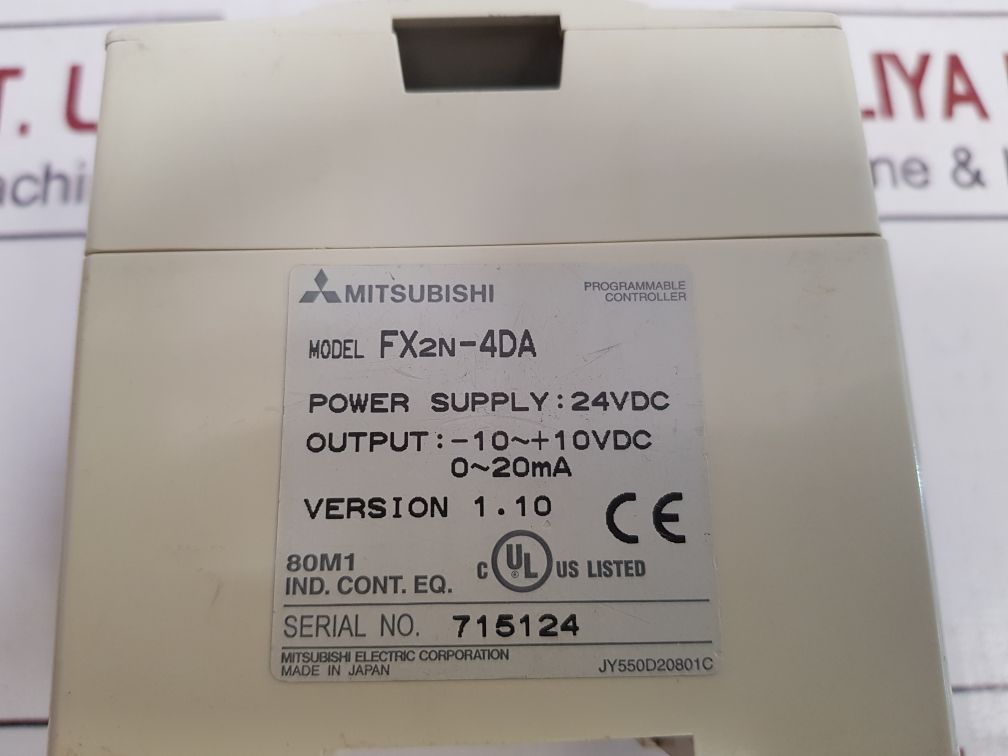 MITSUBISHI
PROGRAMMABLE
CONTROLLER
MODEL FX2N-4DA
POWER SUPPLY:24VDC
OUTPUT:-10~+10VDC
0~20mA
VERSION 1.10
CE
80M1
IND. CONT. EQ.
C UL US LISTED
SERIAL NO. 715124
MITSUBISHI ELECTRIC CORPORATION
MADE IN JAPAN
JY550D20801C